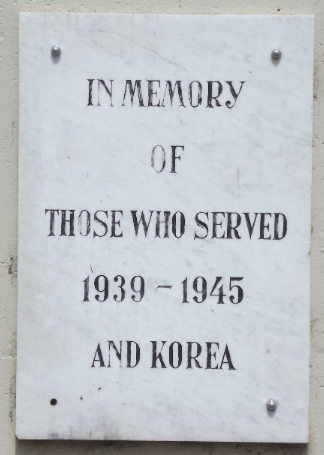 IN MEMORY
OF
THOSE WHO SERVED
1939 - 1945
AND KOREA